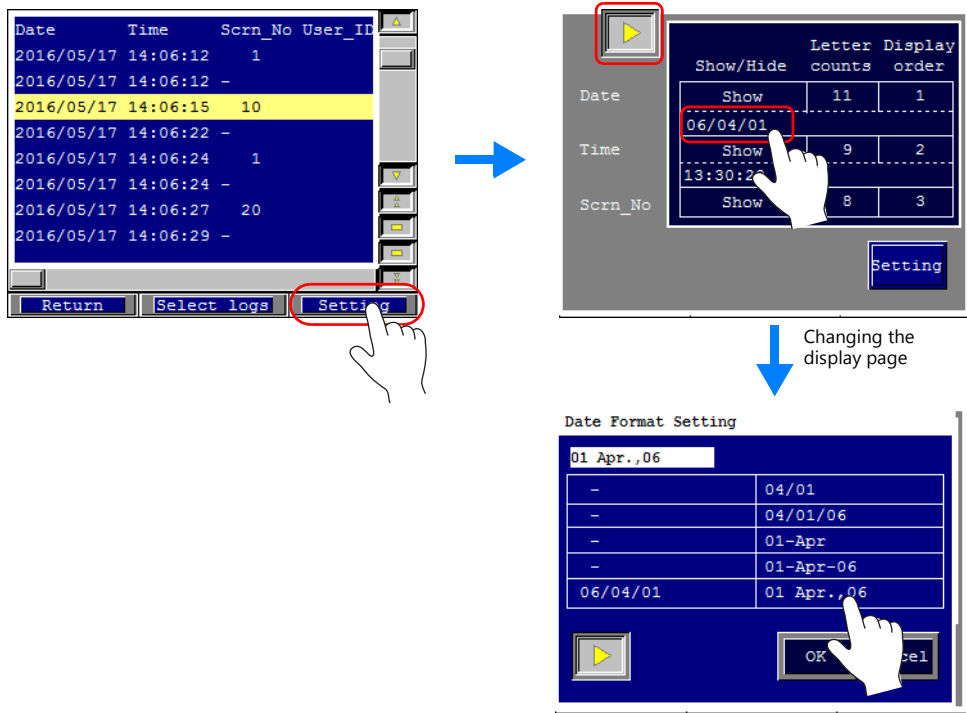 Date Time Scrn_No User_ID
2016/05/17 14:06:12 1
2016/05/17 14:06:12 -
2016/05/17 14:06:15 10
2016/05/17 14:06:22 -
2016/05/17 14:06:24 1
2016/05/17 14:06:24 -
2016/05/17 14:06:27 20
2016/05/17 14:06:29 -
Return Select logs Setting
Show/Hide Letter counts Display order
Date Show 11 1
06/04/01
Time Show 9 2
13:30:2
Scrn_No Show 8 3
Setting
Changing the
display page
Date Format Setting
01 Apr.,06
- 04/01
- 04/01/06
- 01-Apr
- 01-Apr-06
06/04/01 01 Apr.,06
OK cel